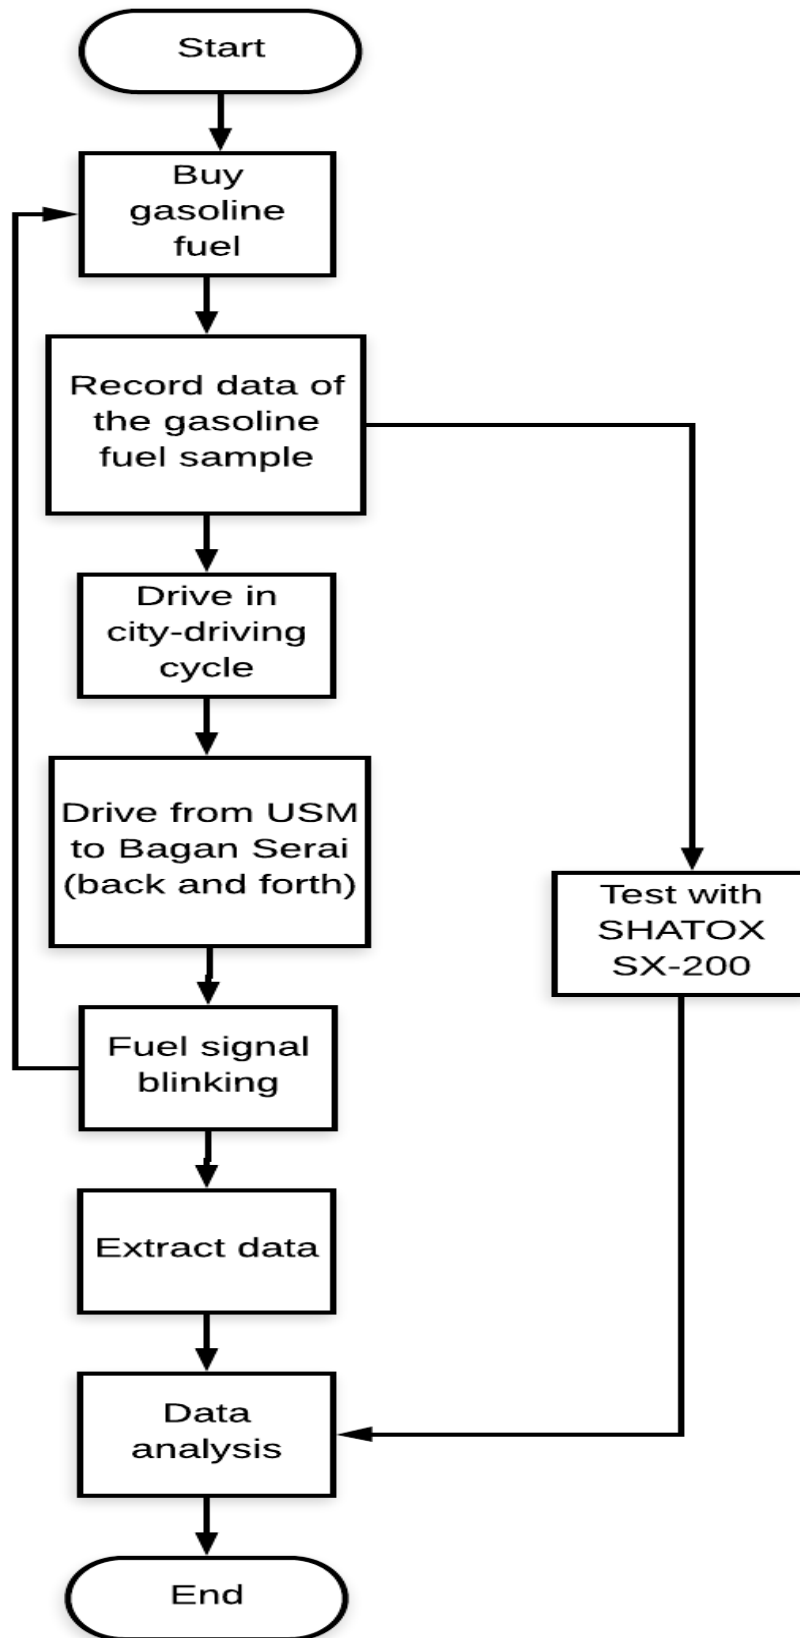 Start
Buy
gasoline
fuel
Record data of
the gasoline
fuel sample
Drive in
city-driving
cycle
Drive from USM
to Bagan Serai
(back and forth)
Test with
SHATOX
SX-200
Fuel signal
blinking
Extract data
Data
analysis
End